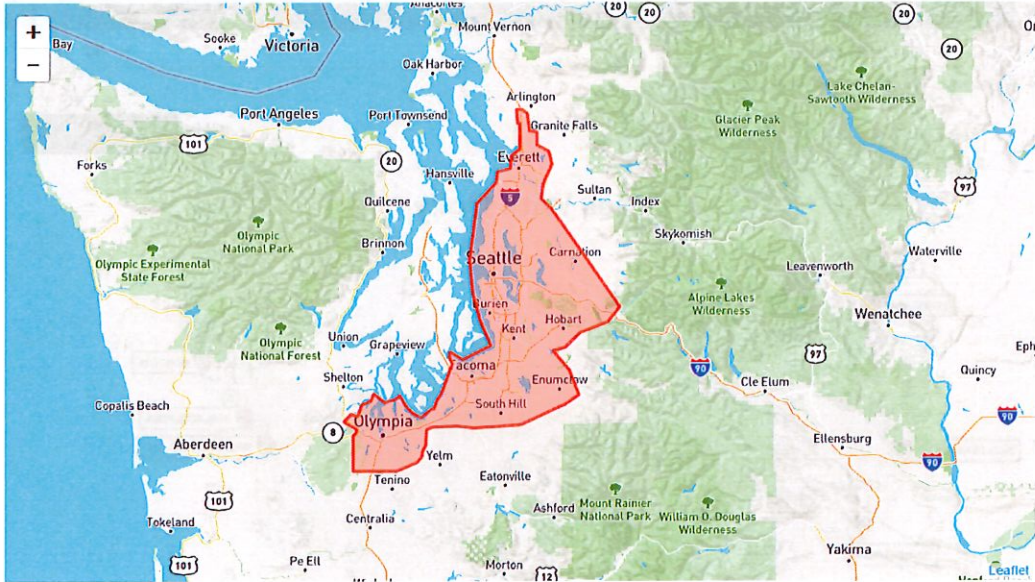 Anacortes
20
20
20
+
Sooke
Victoria
Mount Vernon
20
−
Bay
Oak Harbor
Lake Chelan-
Sawtooth Wilderness
Arlington
Port Angeles
Port Townsend
Granite Falls
Glacier Peak
Wilderness
101
20
Everett
Forks
Hansville
Sultan
97
5
Index
Quilcene
Olympic
National Park
Skykomish
Brinnon
Carnation
Waterville
Olympic Experimental
State Forest
Seattle
Leavenworth
Alpine Lakes
Wilderness
Burien
Hobart
Wenatchee
Olympic
National Forest
Union
Kent
Grapeview
97
Tacoma
90
Quincy
Shelton
Enumclaw
Cle Elum
Copalis Beach
South Hill
90
Olympia
8
Aberdeen
Ellensburg
Yelm
90
Tenino
Eatonville
101
Mount Rainier
National Park
William O. Douglas
Wilderness
Ashford
Centralia
Tokeland
Yakima
101
Pe Ell
Morton
12
Leaflet